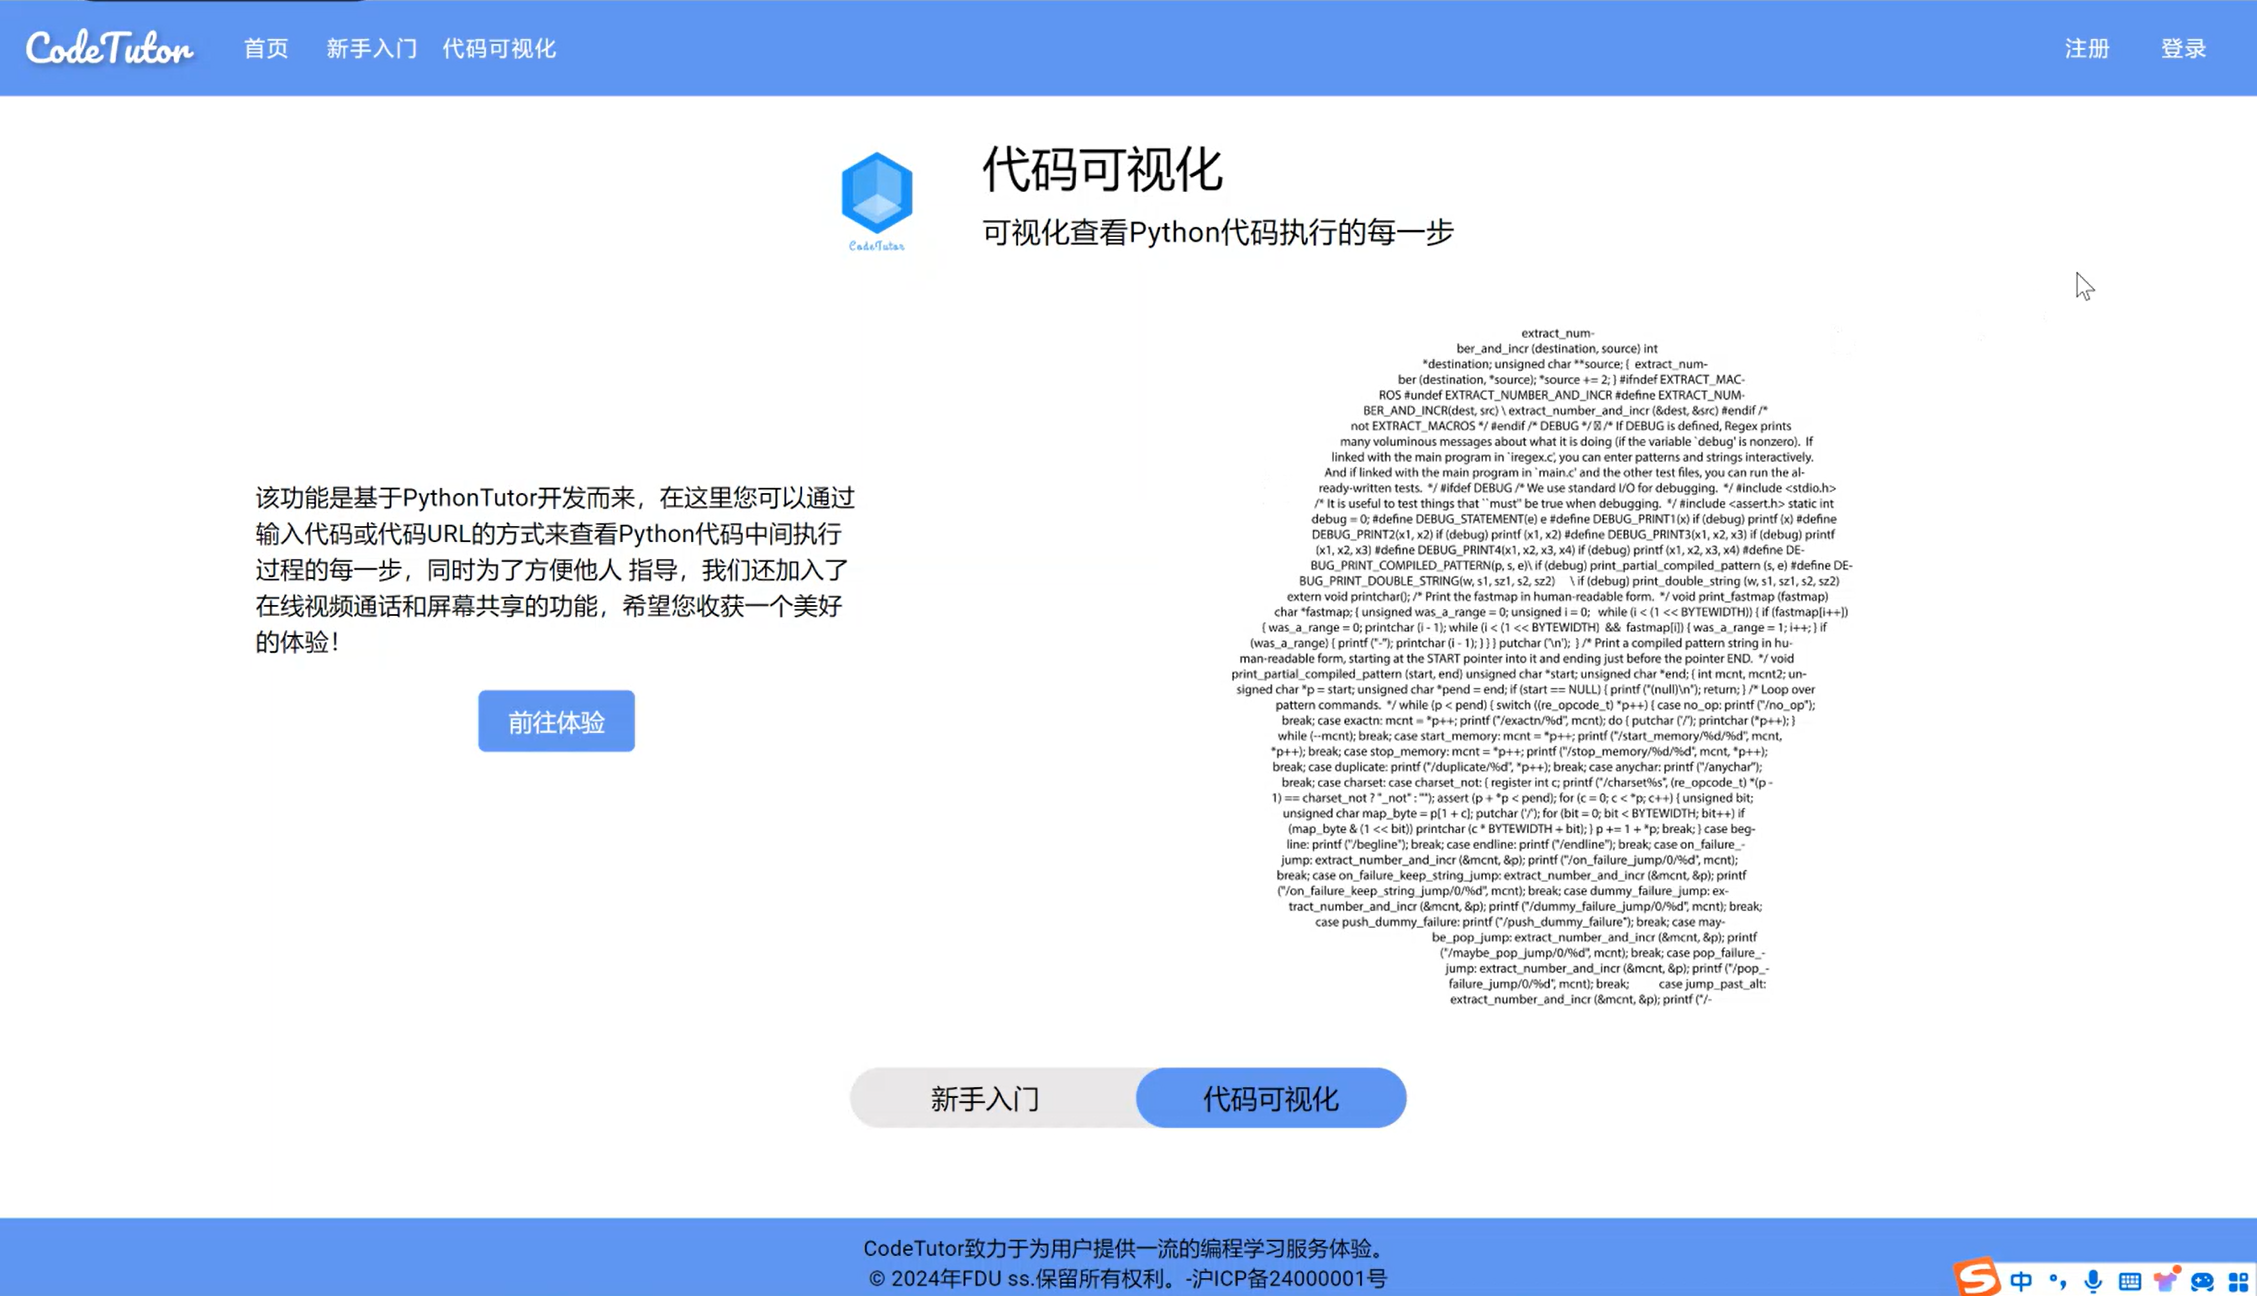 CodeTutor 首页 新手入门 代码可视化 注册 登录
代码可视化
CodeTutor
可视化查看Python代码执行的每一步
该功能是基于PythonTutor开发而来，在这里您可以通过
输入代码或代码URL的方式来查看Python代码中间执行
过程的每一步，同时为了方便他人 指导，我们还加入了
在线视频通话和屏幕共享的功能，希望您收获一个美好
的体验！
前往体验
extract_num-
ber_and_incr (destination, source) int
*destination; unsigned char **source; { extract_num-
ber (destination, *source); *source += 2; } #ifndef EXTRACT_MAC-
ROS #undef EXTRACT_NUMBER_AND_INCR #define EXTRACT_NUM-
BER_AND_INCR(dest, src) \ extract_number_and_incr (&dest, &src) #endif /*
not EXTRACT_MACROS */ #endif /* DEBUG */ /* If DEBUG is defined, Regex prints
many voluminous messages about what it is doing (if the variable `debug' is nonzero). If
linked with the main program in `iregex.c', you can enter patterns and strings interactively.
And if linked with the main program in `main.c' and the other test files, you can run the al-
ready-written tests. */ #ifdef DEBUG /* We use standard I/O for debugging. */ #include <stdio.h>
/* It is useful to test things that ``must'' be true when debugging. */ #include <assert.h> static int
debug = 0; #define DEBUG_STATEMENT(e) e #define DEBUG_PRINT1(x) if (debug) printf (x) #define
DEBUG_PRINT2(x1, x2) if (debug) printf (x1, x2) #define DEBUG_PRINT3(x1, x2, x3) if (debug) printf
(x1, x2, x3) #define DEBUG_PRINT4(x1, x2, x3, x4) if (debug) printf (x1, x2, x3, x4) #define DE-
BUG_PRINT_COMPILED_PATTERN(p, s, e)\ if (debug) print_partial_compiled_pattern (s, e) #define DE-
BUG_PRINT_DOUBLE_STRING(w, s1, sz1, s2, sz2) \ if (debug) print_double_string (w, s1, sz1, s2, sz2)
extern void printchar(); /* Print the fastmap in human-readable form. */ void print_fastmap (fastmap)
char *fastmap; { unsigned was_a_range = 0; unsigned i = 0; while (i < (1 << BYTEWIDTH)) { if (fastmap[i++])
{ was_a_range = 0; printchar (i - 1); while (i < (1 << BYTEWIDTH) && fastmap[i]) { was_a_range = 1; i++; } if
(was_a_range) { printf ("-"); printchar (i - 1); } } } putchar ('\n'); } /* Print a compiled pattern string in hu-
man-readable form, starting at the START pointer into it and ending just before the pointer END. */ void
print_partial_compiled_pattern (start, end) unsigned char *start; unsigned char *end; { int mcnt, mcnt2; un-
signed char *p = start; unsigned char *pend = end; if (start == NULL) { printf ("(null)\n"); return; } /* Loop over
pattern commands. */ while (p < pend) { switch ((re_opcode_t) *p++) { case no_op: printf ("/no_op");
break; case exactn: mcnt = *p++; printf ("/exactn/%d", mcnt); do { putchar ('/'); printchar (*p++); }
while (--mcnt); break; case start_memory: mcnt = *p++; printf ("/start_memory/%d/%d", mcnt,
*p++); break; case stop_memory: mcnt = *p++; printf ("/stop_memory/%d/%d", mcnt, *p++);
break; case duplicate: printf ("/duplicate/%d", *p++); break; case anychar: printf ("/anychar");
break; case charset: case charset_not: { register int c; printf ("/charset%s", (re_opcode_t) *(p -
1) == charset_not ? "_not" : ""); assert (p + *p < pend); for (c = 0; c < *p; c++) { unsigned bit;
unsigned char map_byte = p[1 + c]; putchar ('/'); for (bit = 0; bit < BYTEWIDTH; bit++) if
(map_byte & (1 << bit)) printchar (c * BYTEWIDTH + bit); } p += 1 + *p; break; } case beg-
line: printf ("/begline"); break; case endline: printf ("/endline"); break; case on_failure_-
jump: extract_number_and_incr (&mcnt, &p); printf ("/on_failure_jump/0/%d", mcnt);
break; case on_failure_keep_string_jump: extract_number_and_incr (&mcnt, &p); printf
("/on_failure_keep_string_jump/0/%d", mcnt); break; case dummy_failure_jump: ex-
tract_number_and_incr (&mcnt, &p); printf ("/dummy_failure_jump/0/%d", mcnt); break;
case push_dummy_failure: printf ("/push_dummy_failure"); break; case may-
be_pop_jump: extract_number_and_incr (&mcnt, &p); printf
("/maybe_pop_jump/0/%d", mcnt); break; case pop_failure_-
jump: extract_number_and_incr (&mcnt, &p); printf ("/pop_-
failure_jump/0/%d", mcnt); break; case jump_past_alt:
extract_number_and_incr (&mcnt, &p); printf ("/-
新手入门 代码可视化
CodeTutor致力于为用户提供一流的编程学习服务体验。
© 2024年FDU ss.保留所有权利。-沪ICP备24000001号
中